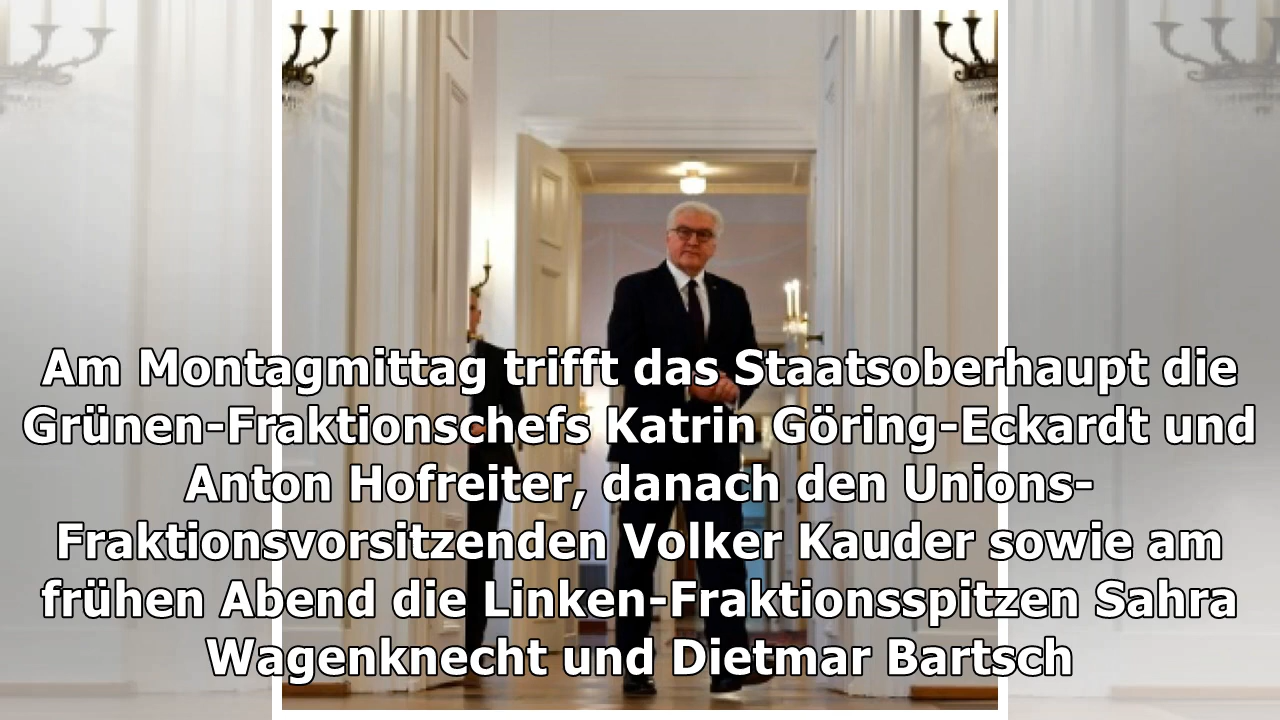 Am Montagmittag trifft das Staatsoberhaupt die
Grünen-Fraktionschefs Katrin Göring-Eckardt und
Anton Hofreiter, danach den Unions-
Fraktionsvorsitzenden Volker Kauder sowie am
frühen Abend die Linken-Fraktionsspitzen Sahra
Wagenknecht und Dietmar Bartsch